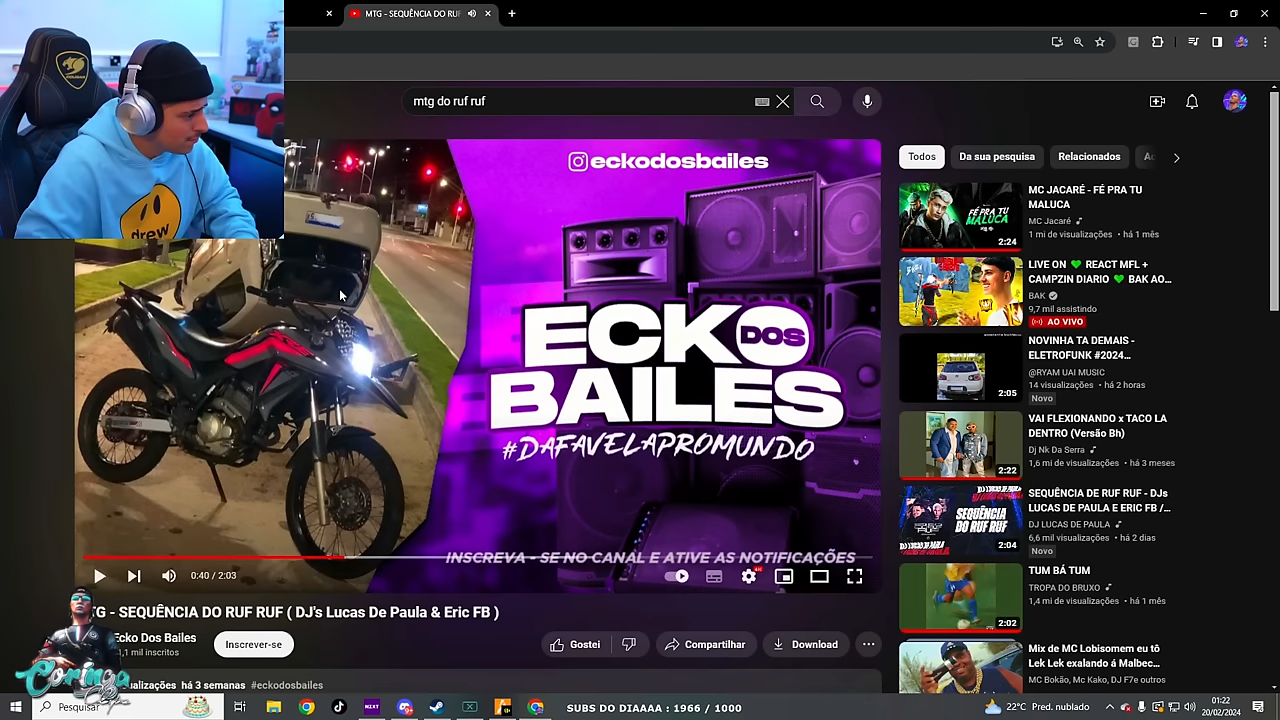 MTG - SEQUÊNCIA DO RUF
mtg do ruf ruf
drew
eckodosbailes
ECKO DOS
BAILES
#DAFAVELAPROMUNDO
INSCREVA - SE NO CANAL E ATIVE AS NOTIFICAÇÕES
0:40 / 2:03
TG - SEQUÊNCIA DO RUF RUF ( DJ's Lucas De Paula & Eric FB )
Ecko Dos Bailes
1,1 mil inscritos
Inscrever-se
Gostei
Compartilhar
Download
ualizações há 3 semanas #eckodosbailes
Todos
Da sua pesquisa
Relacionados
FÉ PRA TU
MALUCA
2:24
MC JACARÉ - FÉ PRA TU
MALUCA
MC Jacaré
1 mi de visualizações • há 1 mês
LIVE ON 💚 REACT MFL +
CAMPZIN DIARIO 💚 BAK AO...
BAK
9,7 mil assistindo
AO VIVO
2:05
NOVINHA TA DEMAIS -
ELETROFUNK #2024...
@RYAM UAI MUSIC
14 visualizações • há 2 horas
Novo
2:22
VAI FLEXIONANDO x TACO LA
DENTRO (Versão Bh)
Dj Nk Da Serra
1,6 mi de visualizações • há 3 meses
SEQUÊNCIA
DO RUF RUF
2:04
SEQUÊNCIA DE RUF RUF - DJs
LUCAS DE PAULA E ERIC FB /...
DJ LUCAS DE PAULA
6,6 mil visualizações • há 2 dias
Novo
2:02
TUM BÁ TUM
TROPA DO BRUXO
1,4 mi de visualizações • há 1 mês
Mix de MC Lobisomem eu tô
Lek Lek exalando á Malbec...
MC Bokão, Mc Kako, DJ F7e outros
Coringa
Pesquisar
NIXT
SUBS DO DIAAAA : 1966 / 1000
22°C Pred. nublado
01:22
20/02/2024